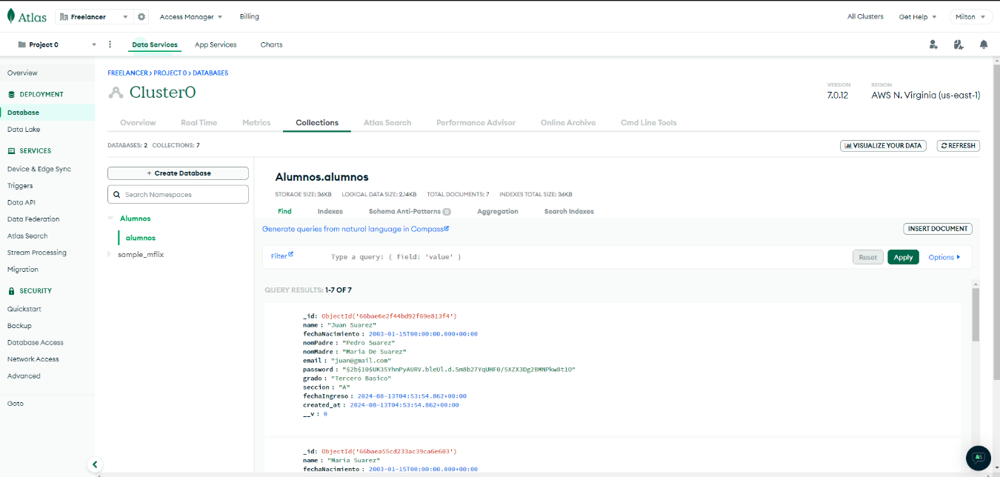 Atlas Freelancer Access Manager Billing All Clusters Get Help Milton
Project 0 Data Services App Services Charts
Overview
DEPLOYMENT
Database
Data Lake
SERVICES
Device & Edge Sync
Triggers
Data API
Data Federation
Atlas Search
Stream Processing
Migration
SECURITY
Quickstart
Backup
Database Access
Network Access
Advanced
Goto
FREELANCER > PROJECT 0 > DATABASES
Cluster0
VERSION
7.0.12
REGION
AWS N. Virginia (us-east-1)
Overview Real Time Metrics Collections Atlas Search Performance Advisor Online Archive Cmd Line Tools
DATABASES: 2 COLLECTIONS: 7 VISUALIZE YOUR DATA REFRESH
+ Create Database
Search Namespaces
Alumnos
alumnos
sample_mflix
Alumnos.alumnos
STORAGE SIZE: 36KB LOGICAL DATA SIZE: 2.14KB TOTAL DOCUMENTS: 7 INDEXES TOTAL SIZE: 36KB
Find Indexes Schema Anti-Patterns 0 Aggregation Search Indexes
Generate queries from natural language in Compass INSERT DOCUMENT
Filter Type a query: { field: 'value' } Reset Apply Options
QUERY RESULTS: 1-7 OF 7
_id: ObjectId('66bae6e2f44bd92f69e813f4')
name : "Juan Suarez"
fechaNacimiento : 2003-01-15T00:00:00.000+00:00
nomPadre : "Pedro Suarez"
nomMadre : "Maria De Suarez"
email : "juan@gmail.com"
password : "$2b$10$UK35YhnPyAURV.bleUl.d.5m8b27YqUHF0/5XZX3Dg2BMNPkw8t1O"
grado : "Tercero Basico"
seccion : "A"
fechaIngreso : 2024-08-13T04:53:54.862+00:00
created_at : 2024-08-13T04:53:54.862+00:00
__v : 0
_id: ObjectId('66baea55cd233ac39ca6e603')
name : "Maria Suarez"
fechaNacimiento : 2003-01-15T00:00:00.000+00:00